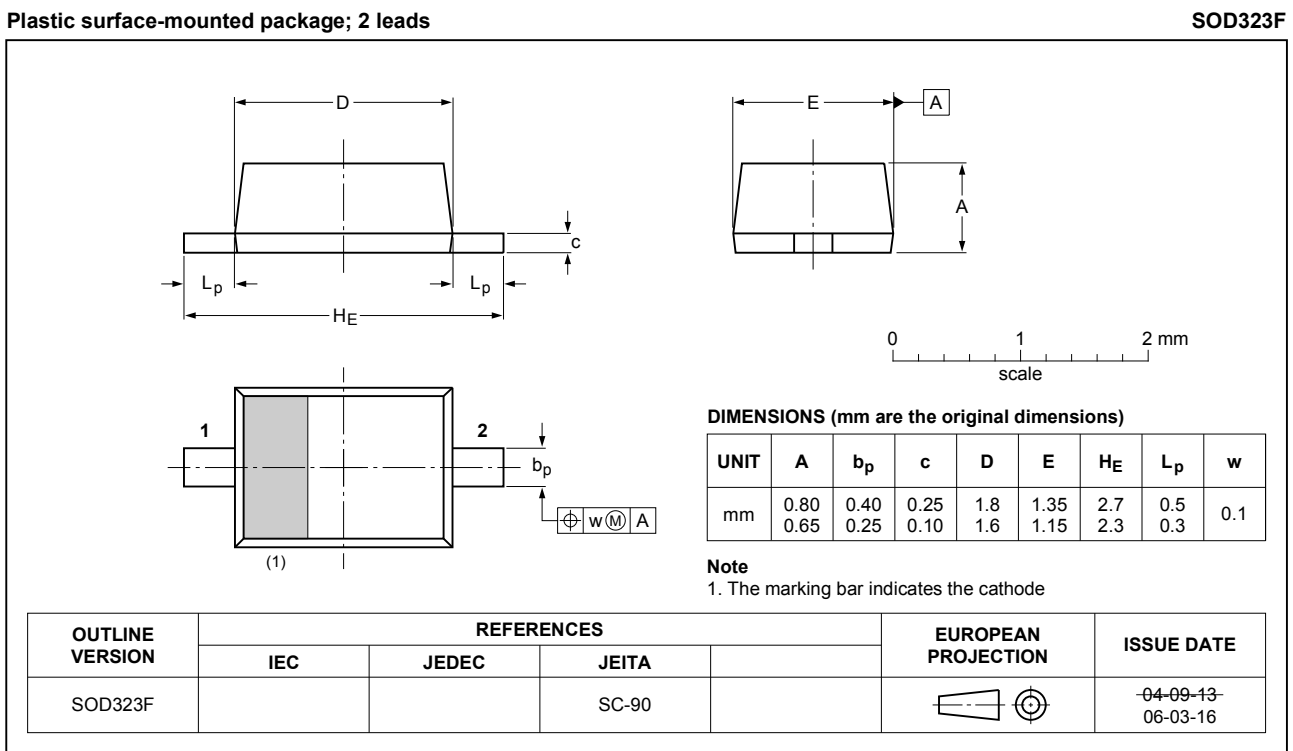 Plastic surface-mounted package; 2 leads SOD323F
D
E
A
A
c
Lp
Lp
HE
0 1 2 mm
scale
1
2
bp
w Ⓜ A
(1)
DIMENSIONS (mm are the original dimensions)
UNIT A bp c D E HE Lp w
mm 0.80 0.40 0.25 1.8 1.35 2.7 0.5 0.1
0.65 0.25 0.10 1.6 1.15 2.3 0.3
Note
1. The marking bar indicates the cathode
OUTLINE VERSION REFERENCES EUROPEAN PROJECTION ISSUE DATE
IEC JEDEC JEITA
SOD323F SC-90 04-09-13
06-03-16